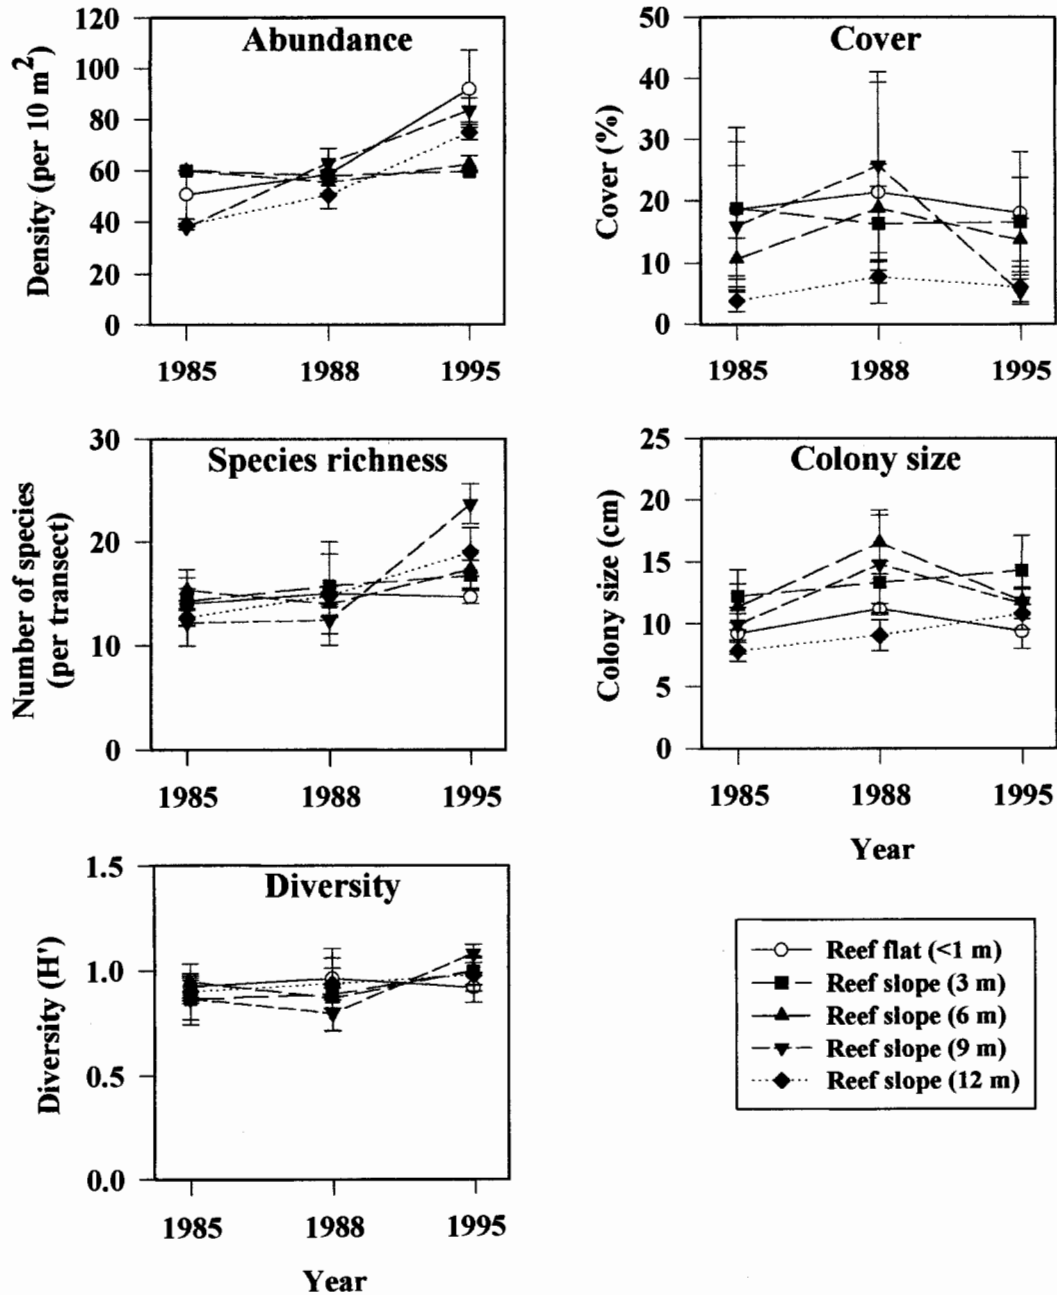 Abundance
Density (per 10 m²)
120
100
80
60
40
20
0
1985
1988
1995
Cover
Cover (%)
50
40
30
20
10
0
1985
1988
1995
Species richness
Number of species
(per transect)
30
20
10
0
1985
1988
1995
Colony size
Colony size (cm)
25
20
15
10
5
0
1985
1988
1995
Year
Diversity
Diversity (H')
1.5
1.0
0.5
0.0
1985
1988
1995
Year
Reef flat (<1 m)
Reef slope (3 m)
Reef slope (6 m)
Reef slope (9 m)
Reef slope (12 m)